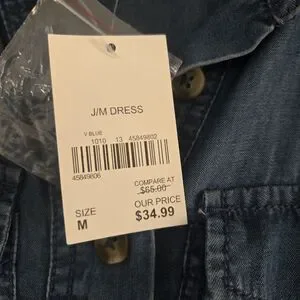 J/M DRESS
V BLUE
1010 13 45849802
45849806
COMPARE AT
$65.00
OUR PRICE
$34.99
SIZE
M